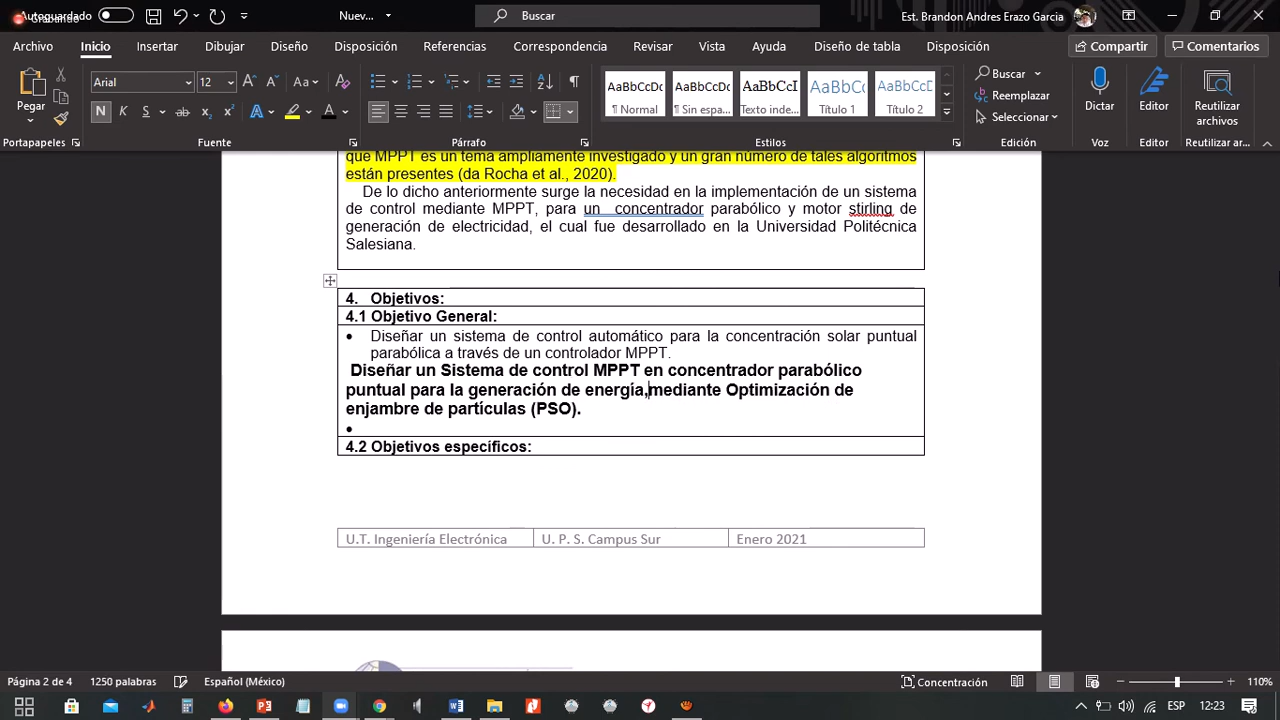 Autoguardado
Nuev...
Buscar
Est. Brandon Andres Erazo Garcia
Archivo Inicio Insertar Dibujar Diseño Disposición Referencias Correspondencia Revisar Vista Ayuda Diseño de tabla Disposición Compartir Comentarios
Pegar
Arial 12
N K S ab x₂ x² A A
Aa
AaBbCcDc AaBbCcDc AaBbCcI AaBbCc AaBbCcD
¶ Normal ¶ Sin espa... Texto inde... Título 1 Título 2
Buscar
Reemplazar
Seleccionar
Dictar
Editor
Reutilizar
archivos
Portapapeles Fuente Párrafo Estilos Edición Voz Editor Reutilizar ar...
que MPPT es un tema ampliamente investigado y un gran número de tales algoritmos
están presentes (da Rocha et al., 2020).
De lo dicho anteriormente surge la necesidad en la implementación de un sistema
de control mediante MPPT, para un concentrador parabólico y motor stirling de
generación de electricidad, el cual fue desarrollado en la Universidad Politécnica
Salesiana.
4. Objetivos:
4.1 Objetivo General:
• Diseñar un sistema de control automático para la concentración solar puntual
parabólica a través de un controlador MPPT.
Diseñar un Sistema de control MPPT en concentrador parabólico
puntual para la generación de energía,mediante Optimización de
enjambre de partículas (PSO).
•
4.2 Objetivos específicos:
U.T. Ingeniería Electrónica U. P. S. Campus Sur Enero 2021
Página 2 de 4 1250 palabras Español (México) Concentración 110%
ESP 12:23